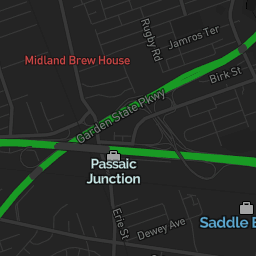 Rugby Rd
Jamros Ter
Midland Brew House
Birk St
Garden State Pkwy
Passaic
Junction
Erie St
Dewey Ave
Saddle